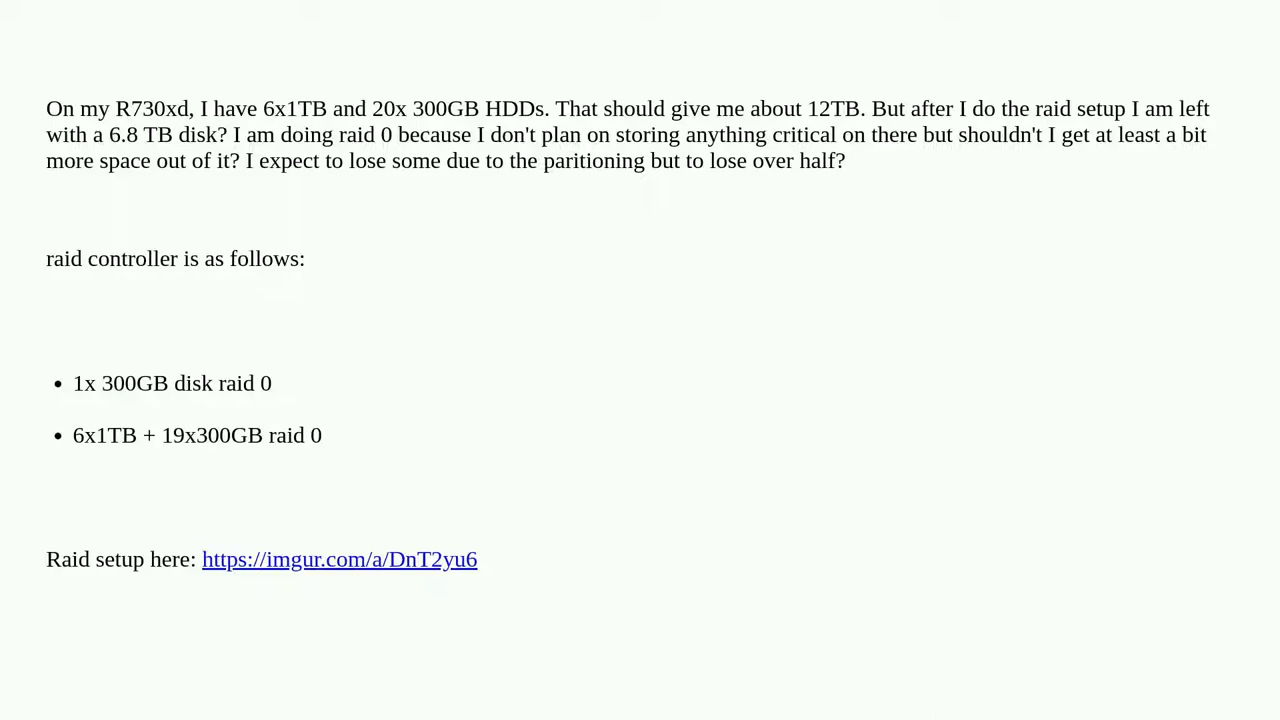 On my R730xd, I have 6x1TB and 20x 300GB HDDs. That should give me about 12TB. But after I do the raid setup I am left
with a 6.8 TB disk? I am doing raid 0 because I don't plan on storing anything critical on there but shouldn't I get at least a bit
more space out of it? I expect to lose some due to the paritioning but to lose over half?
raid controller is as follows:
• 1x 300GB disk raid 0
• 6x1TB + 19x300GB raid 0
Raid setup here: https://imgur.com/a/DnT2yu6